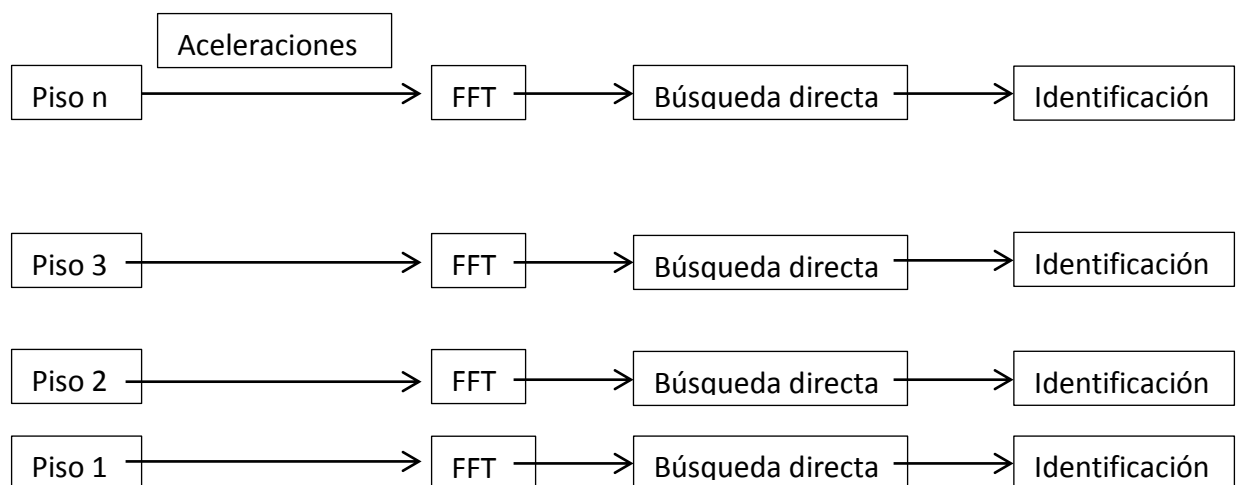 Aceleraciones
Piso n FFT Búsqueda directa Identificación
Piso 3 FFT Búsqueda directa Identificación
Piso 2 FFT Búsqueda directa Identificación
Piso 1 FFT Búsqueda directa Identificación